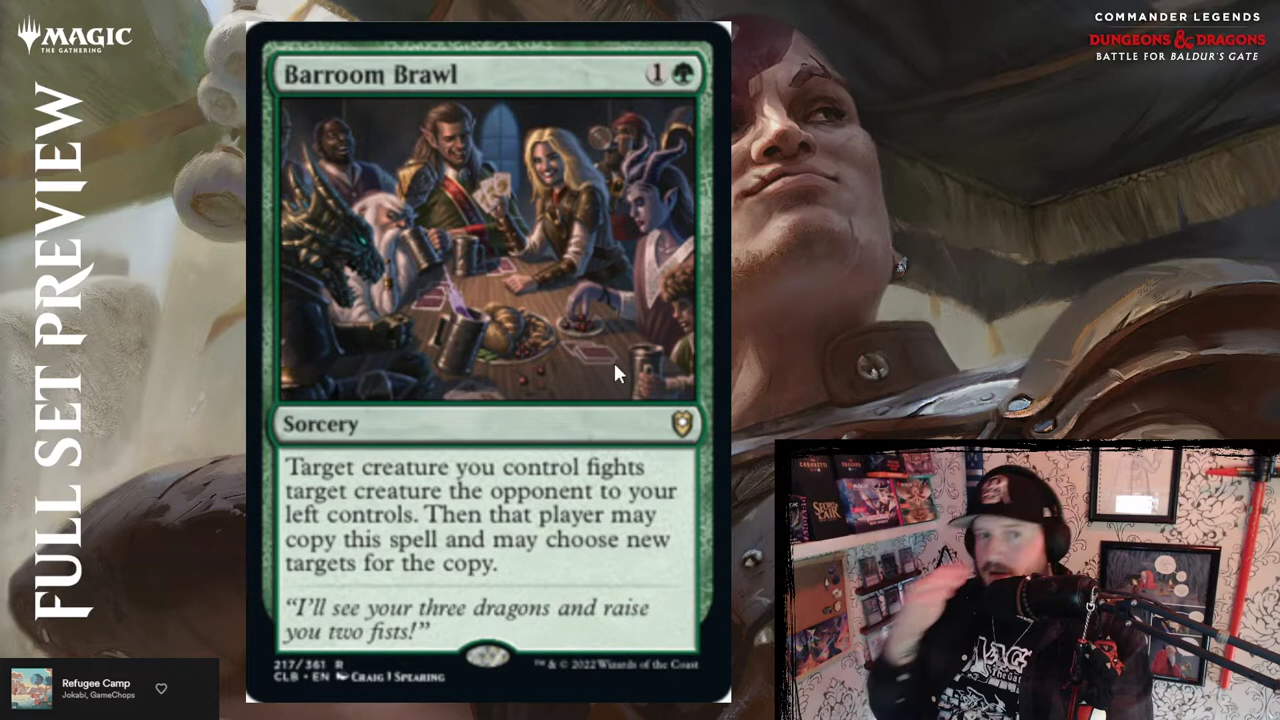 MAGIC
THE GATHERING
FULL SET PREVIEW
COMMANDER LEGENDS
DUNGEONS & DRAGONS
BATTLE FOR BALDUR'S GATE
Barroom Brawl
1
Sorcery
Target creature you control fights
target creature the opponent to your
left controls. Then that player may
copy this spell and may choose new
targets for the copy.
"I'll see your three dragons and raise
you two fists!"
217/361 R
CLB • EN CRAIG J SPEARING
™ & © 2022 Wizards of the Coast
Refugee Camp
Jokabi, GameChops
SECRET
LAIR